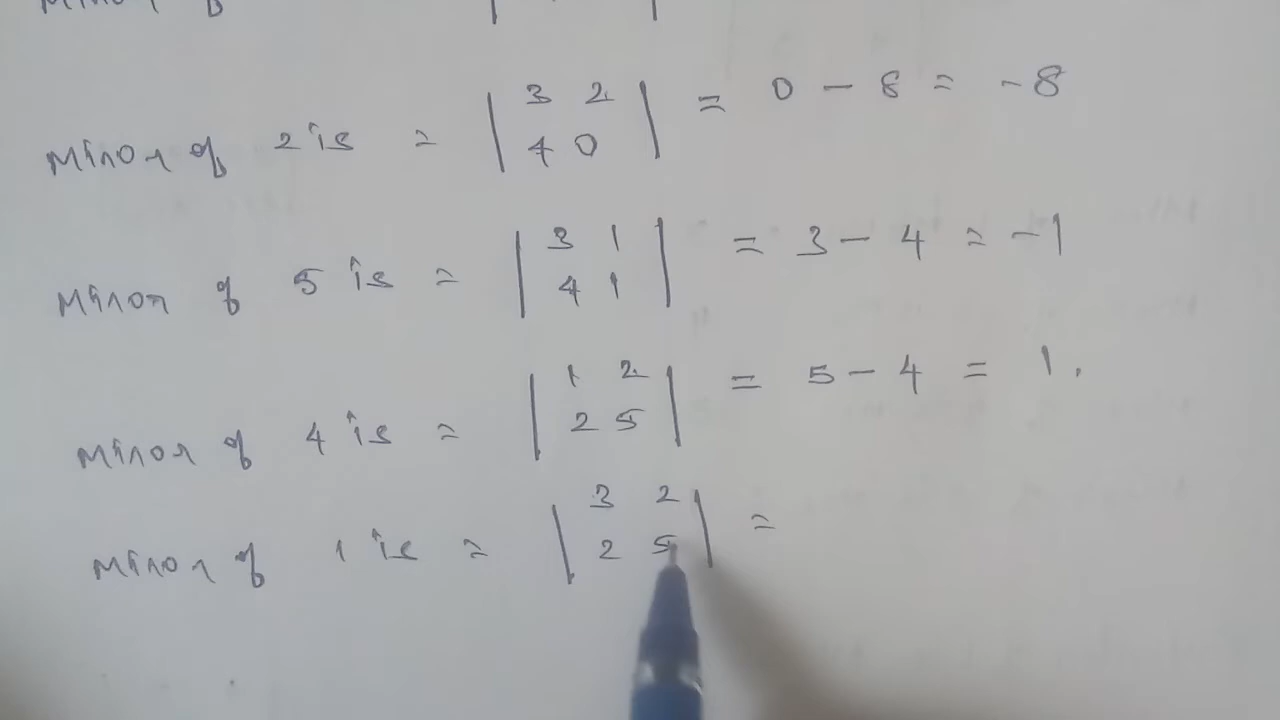 Minor of 2 is = | 3 2 | = 0 - 8 = -8
4 0
Minor of 5 is = | 3 1 | = 3 - 4 = -1
4 1
Minor of 4 is = | 1 2 | = 5 - 4 = 1.
2 5
Minor of 1 is = | 3 2 | =
2 5